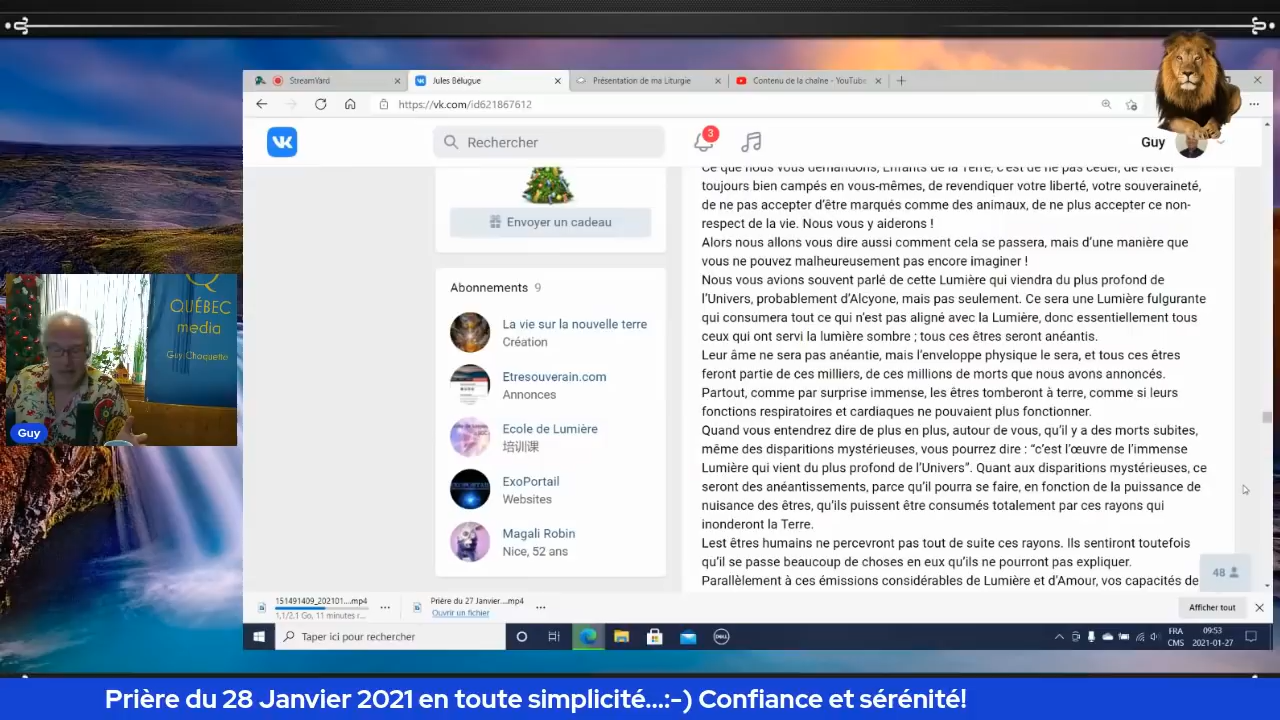 StreamYard
Jules Bélugue
Présentation de ma Liturgie
Contenu de la chaîne - YouTube
https://vk.com/id621867612
Rechercher
3
Guy
Envoyer un cadeau
Abonnements 9
La vie sur la nouvelle terre
Création
Etresouverain.com
Annonces
Ecole de Lumière
培训课
ExoPortail
Websites
Magali Robin
Nice, 52 ans
Ce que nous vous demandons, Enfants de la Terre, c'est de ne pas céder, de rester
toujours bien campés en vous-mêmes, de revendiquer votre liberté, votre souveraineté,
de ne pas accepter d'être marqués comme des animaux, de ne plus accepter ce non-
respect de la vie. Nous vous y aiderons !
Alors nous allons vous dire aussi comment cela se passera, mais d'une manière que
vous ne pouvez malheureusement pas encore imaginer !
Nous vous avions souvent parlé de cette Lumière qui viendra du plus profond de
l'Univers, probablement d'Alcyone, mais pas seulement. Ce sera une Lumière fulgurante
qui consumera tout ce qui n'est pas aligné avec la Lumière, donc essentiellement tous
ceux qui ont servi la lumière sombre ; tous ces êtres seront anéantis.
Leur âme ne sera pas anéantie, mais l'enveloppe physique le sera, et tous ces êtres
feront partie de ces milliers, de ces millions de morts que nous avons annoncés.
Partout, comme par surprise immense, les êtres tomberont à terre, comme si leurs
fonctions respiratoires et cardiaques ne pouvaient plus fonctionner.
Quand vous entendrez dire de plus en plus, autour de vous, qu'il y a des morts subites,
même des disparitions mystérieuses, vous pourrez dire : "c'est l'œuvre de l'immense
Lumière qui vient du plus profond de l'Univers". Quant aux disparitions mystérieuses, ce
seront des anéantissements, parce qu'il pourra se faire, en fonction de la puissance de
nuisance des êtres, qu'ils puissent être consumés totalement par ces rayons qui
inonderont la Terre.
Lest êtres humains ne percevront pas tout de suite ces rayons. Ils sentiront toutefois
qu'il se passe beaucoup de choses en eux qu'ils ne pourront pas expliquer.
Parallèlement à ces émissions considérables de Lumière et d'Amour, vos capacités de
48
QUÉBEC
media
Guy Choquette
Guy
151491409_202101....mp4
1,1/2.1 Go, 11 minutes r...
Prière du 27 Janvier....mp4
Ouvrir un fichier
Afficher tout
Taper ici pour rechercher
DELL
FRA
CMS
09:53
2021-01-27
Prière du 28 Janvier 2021 en toute simplicité...:-) Confiance et sérénité!